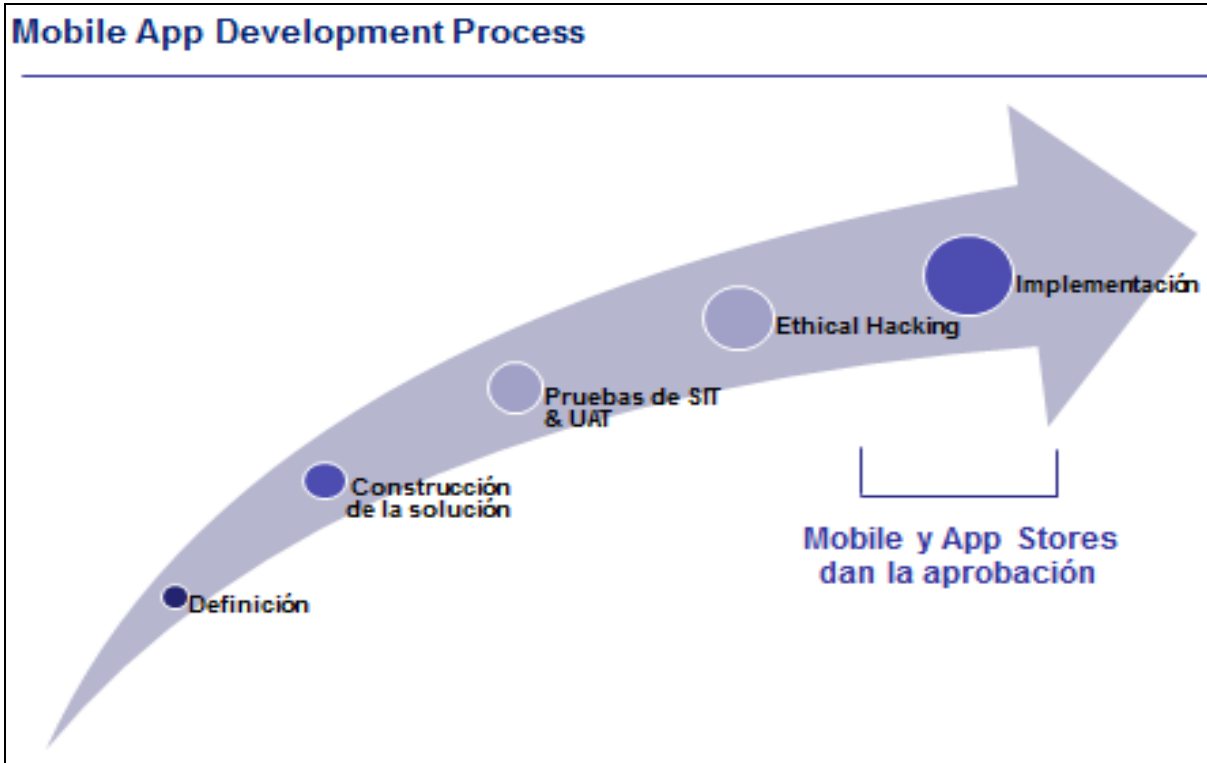 Mobile App Development Process
Implementación
Ethical Hacking
Pruebas de SIT
& UAT
Construcción
de la solución
Definición
Mobile y App Stores
dan la aprobación